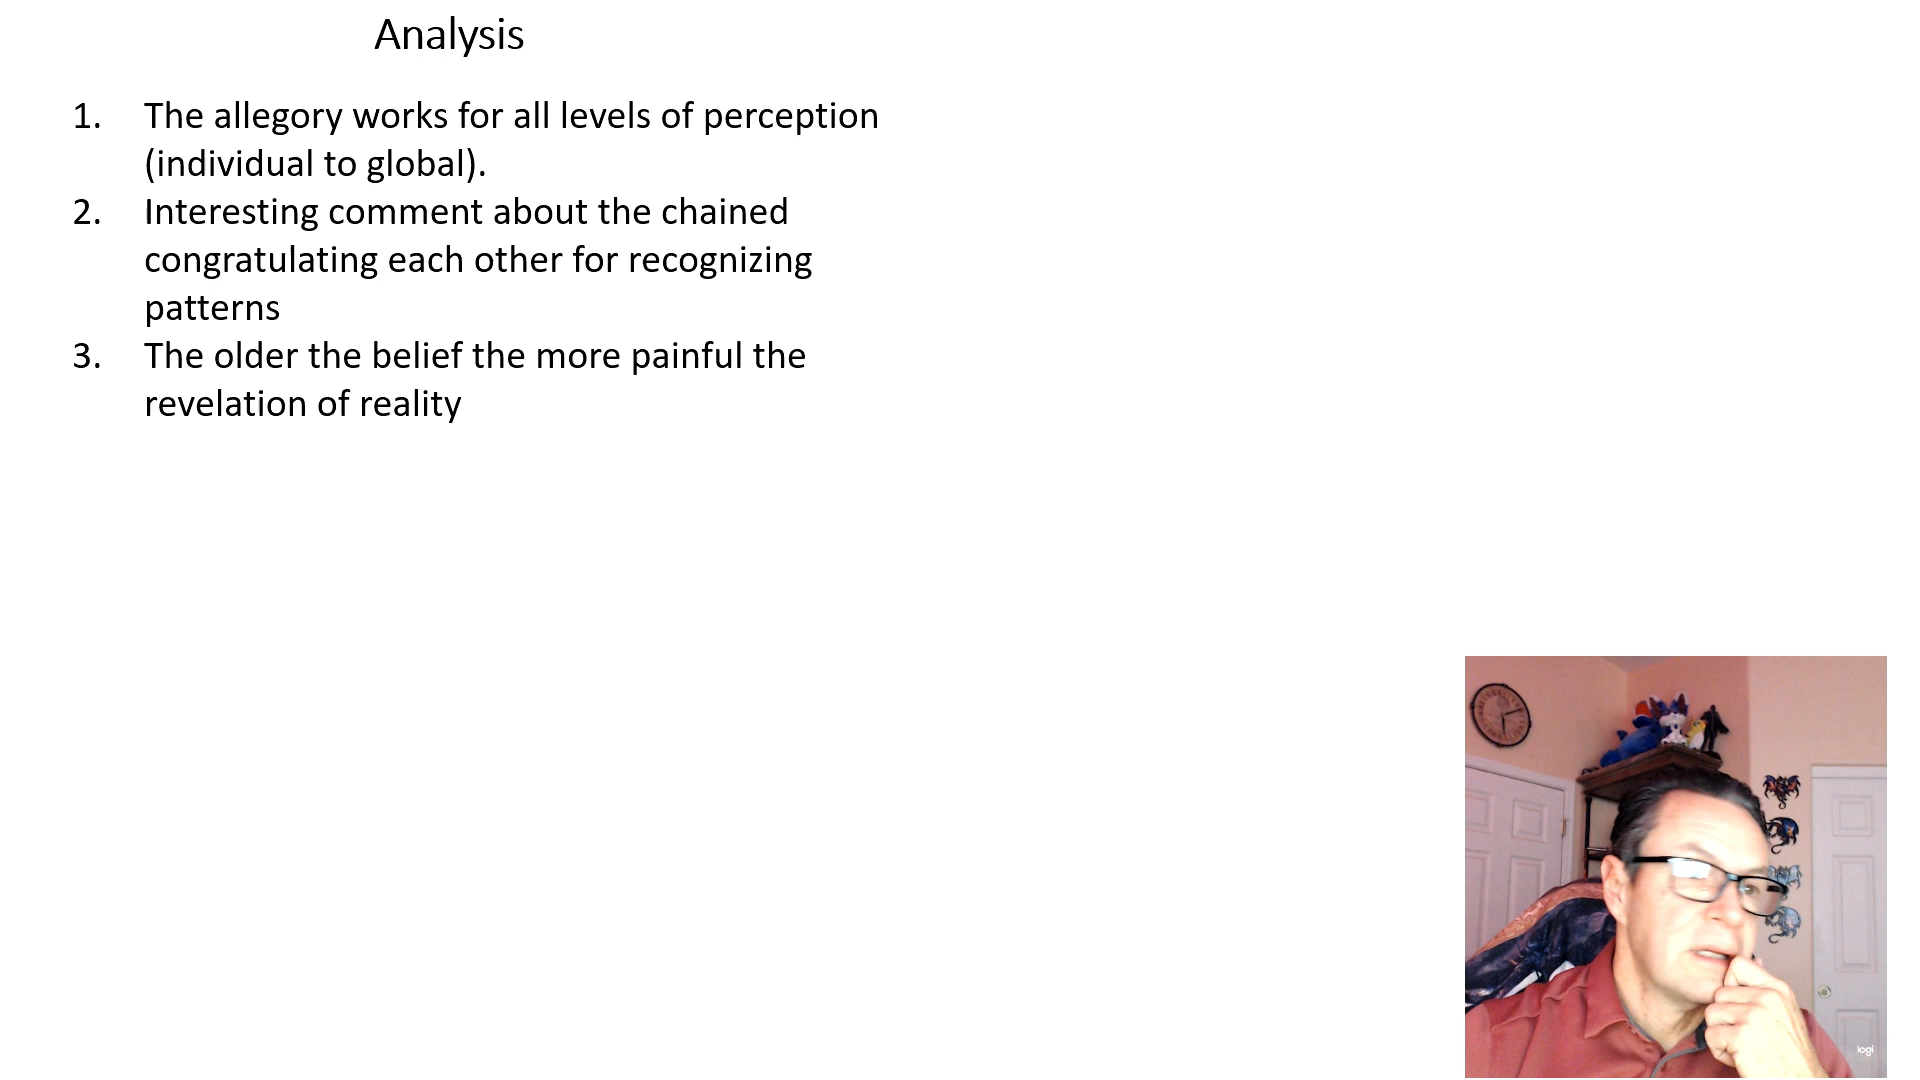 Analysis
1. The allegory works for all levels of perception
(individual to global).
2. Interesting comment about the chained
congratulating each other for recognizing
patterns
3. The older the belief the more painful the
revelation of reality
logi